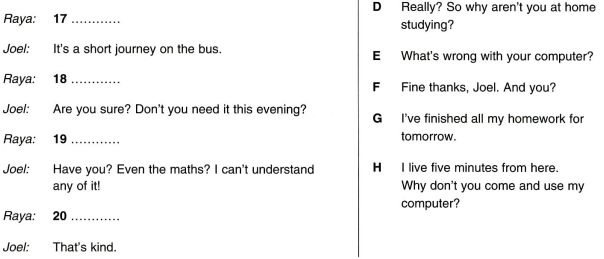 Raya: 17 ............
Joel: It's a short journey on the bus.
Raya: 18 ............
Joel: Are you sure? Don't you need it this evening?
Raya: 19 ............
Joel: Have you? Even the maths? I can't understand
any of it!
Raya: 20 ............
Joel: That's kind.
D Really? So why aren't you at home
studying?
E What's wrong with your computer?
F Fine thanks, Joel. And you?
G I've finished all my homework for
tomorrow.
H I live five minutes from here.
Why don't you come and use my
computer?